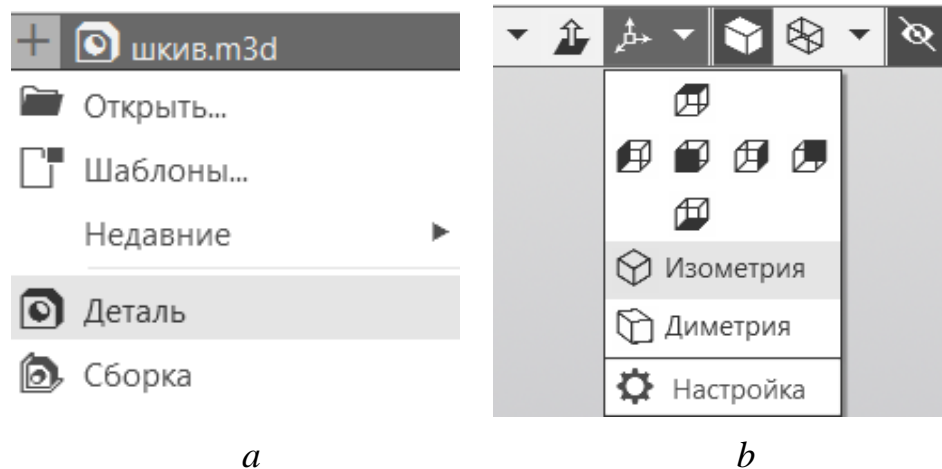 шкив.m3d
Открыть...
Шаблоны...
Недавние
Деталь
Сборка
Изометрия
Диметрия
Настройка
a
b